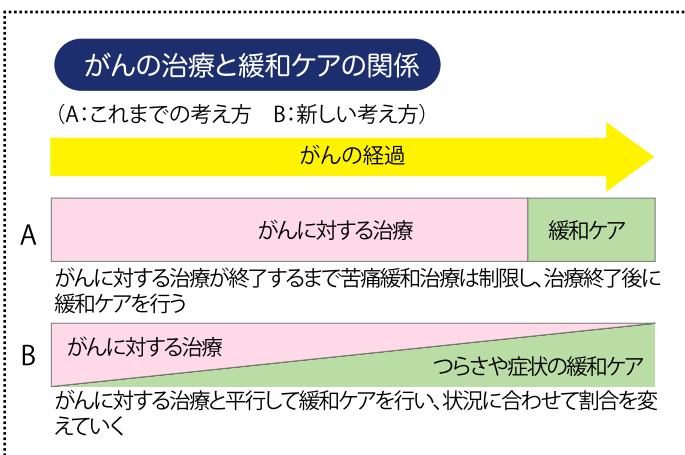 がんの治療と緩和ケアの関係
（A：これまでの考え方　B：新しい考え方）
がんの経過
A
がんに対する治療
緩和ケア
がんに対する治療が終了するまで苦痛緩和治療は制限し、治療終了後に
緩和ケアを行う
B
がんに対する治療
つらさや症状の緩和ケア
がんに対する治療と平行して緩和ケアを行い、状況に合わせて割合を変
えていく